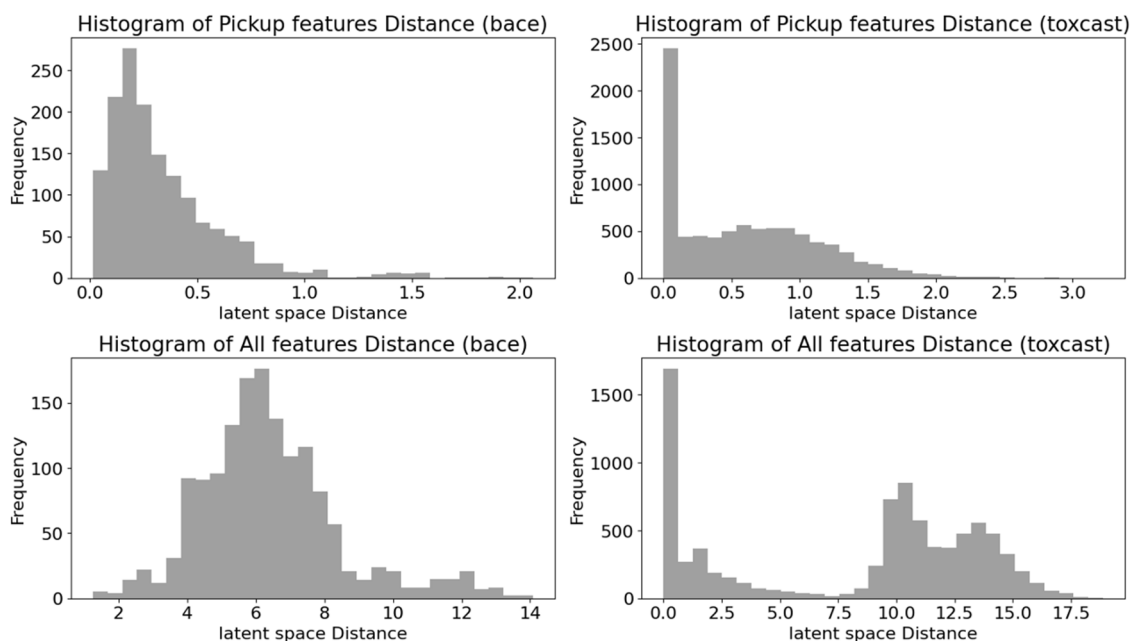 Histogram of Pickup features Distance (bace)
Frequency
250
200
150
100
50
0
0.0 0.5 1.0 1.5 2.0
latent space Distance
Histogram of Pickup features Distance (toxcast)
Frequency
2500
2000
1500
1000
500
0
0.0 0.5 1.0 1.5 2.0 2.5 3.0
latent space Distance
Histogram of All features Distance (bace)
Frequency
150
100
50
0
2 4 6 8 10 12 14
latent space Distance
Histogram of All features Distance (toxcast)
Frequency
1500
1000
500
0
0.0 2.5 5.0 7.5 10.0 12.5 15.0 17.5
latent space Distance